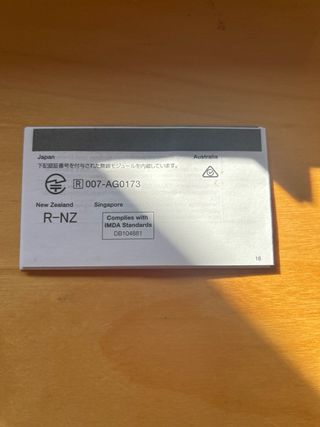 Japan
下記認証番号を付与された無線モジュールを内蔵しています。
R 007-AG0173
Australia
New Zealand
R-NZ
Singapore
Complies with
IMDA Standards
DB104681
18